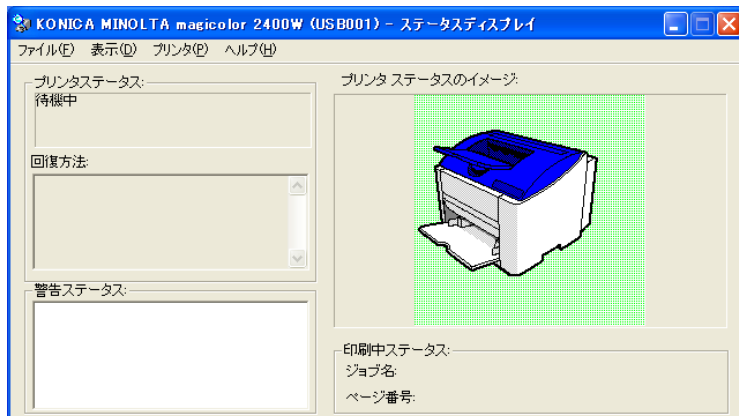 KONICA MINOLTA magicolor 2400W (USB001) - ステータスディスプレイ
ファイル(F) 表示(D) プリンタ(P) ヘルプ(H)
プリンタステータス:
待機中
回復方法:
警告ステータス:
プリンタ ステータスのイメージ:
印刷中ステータス:
ジョブ名:
ページ番号: